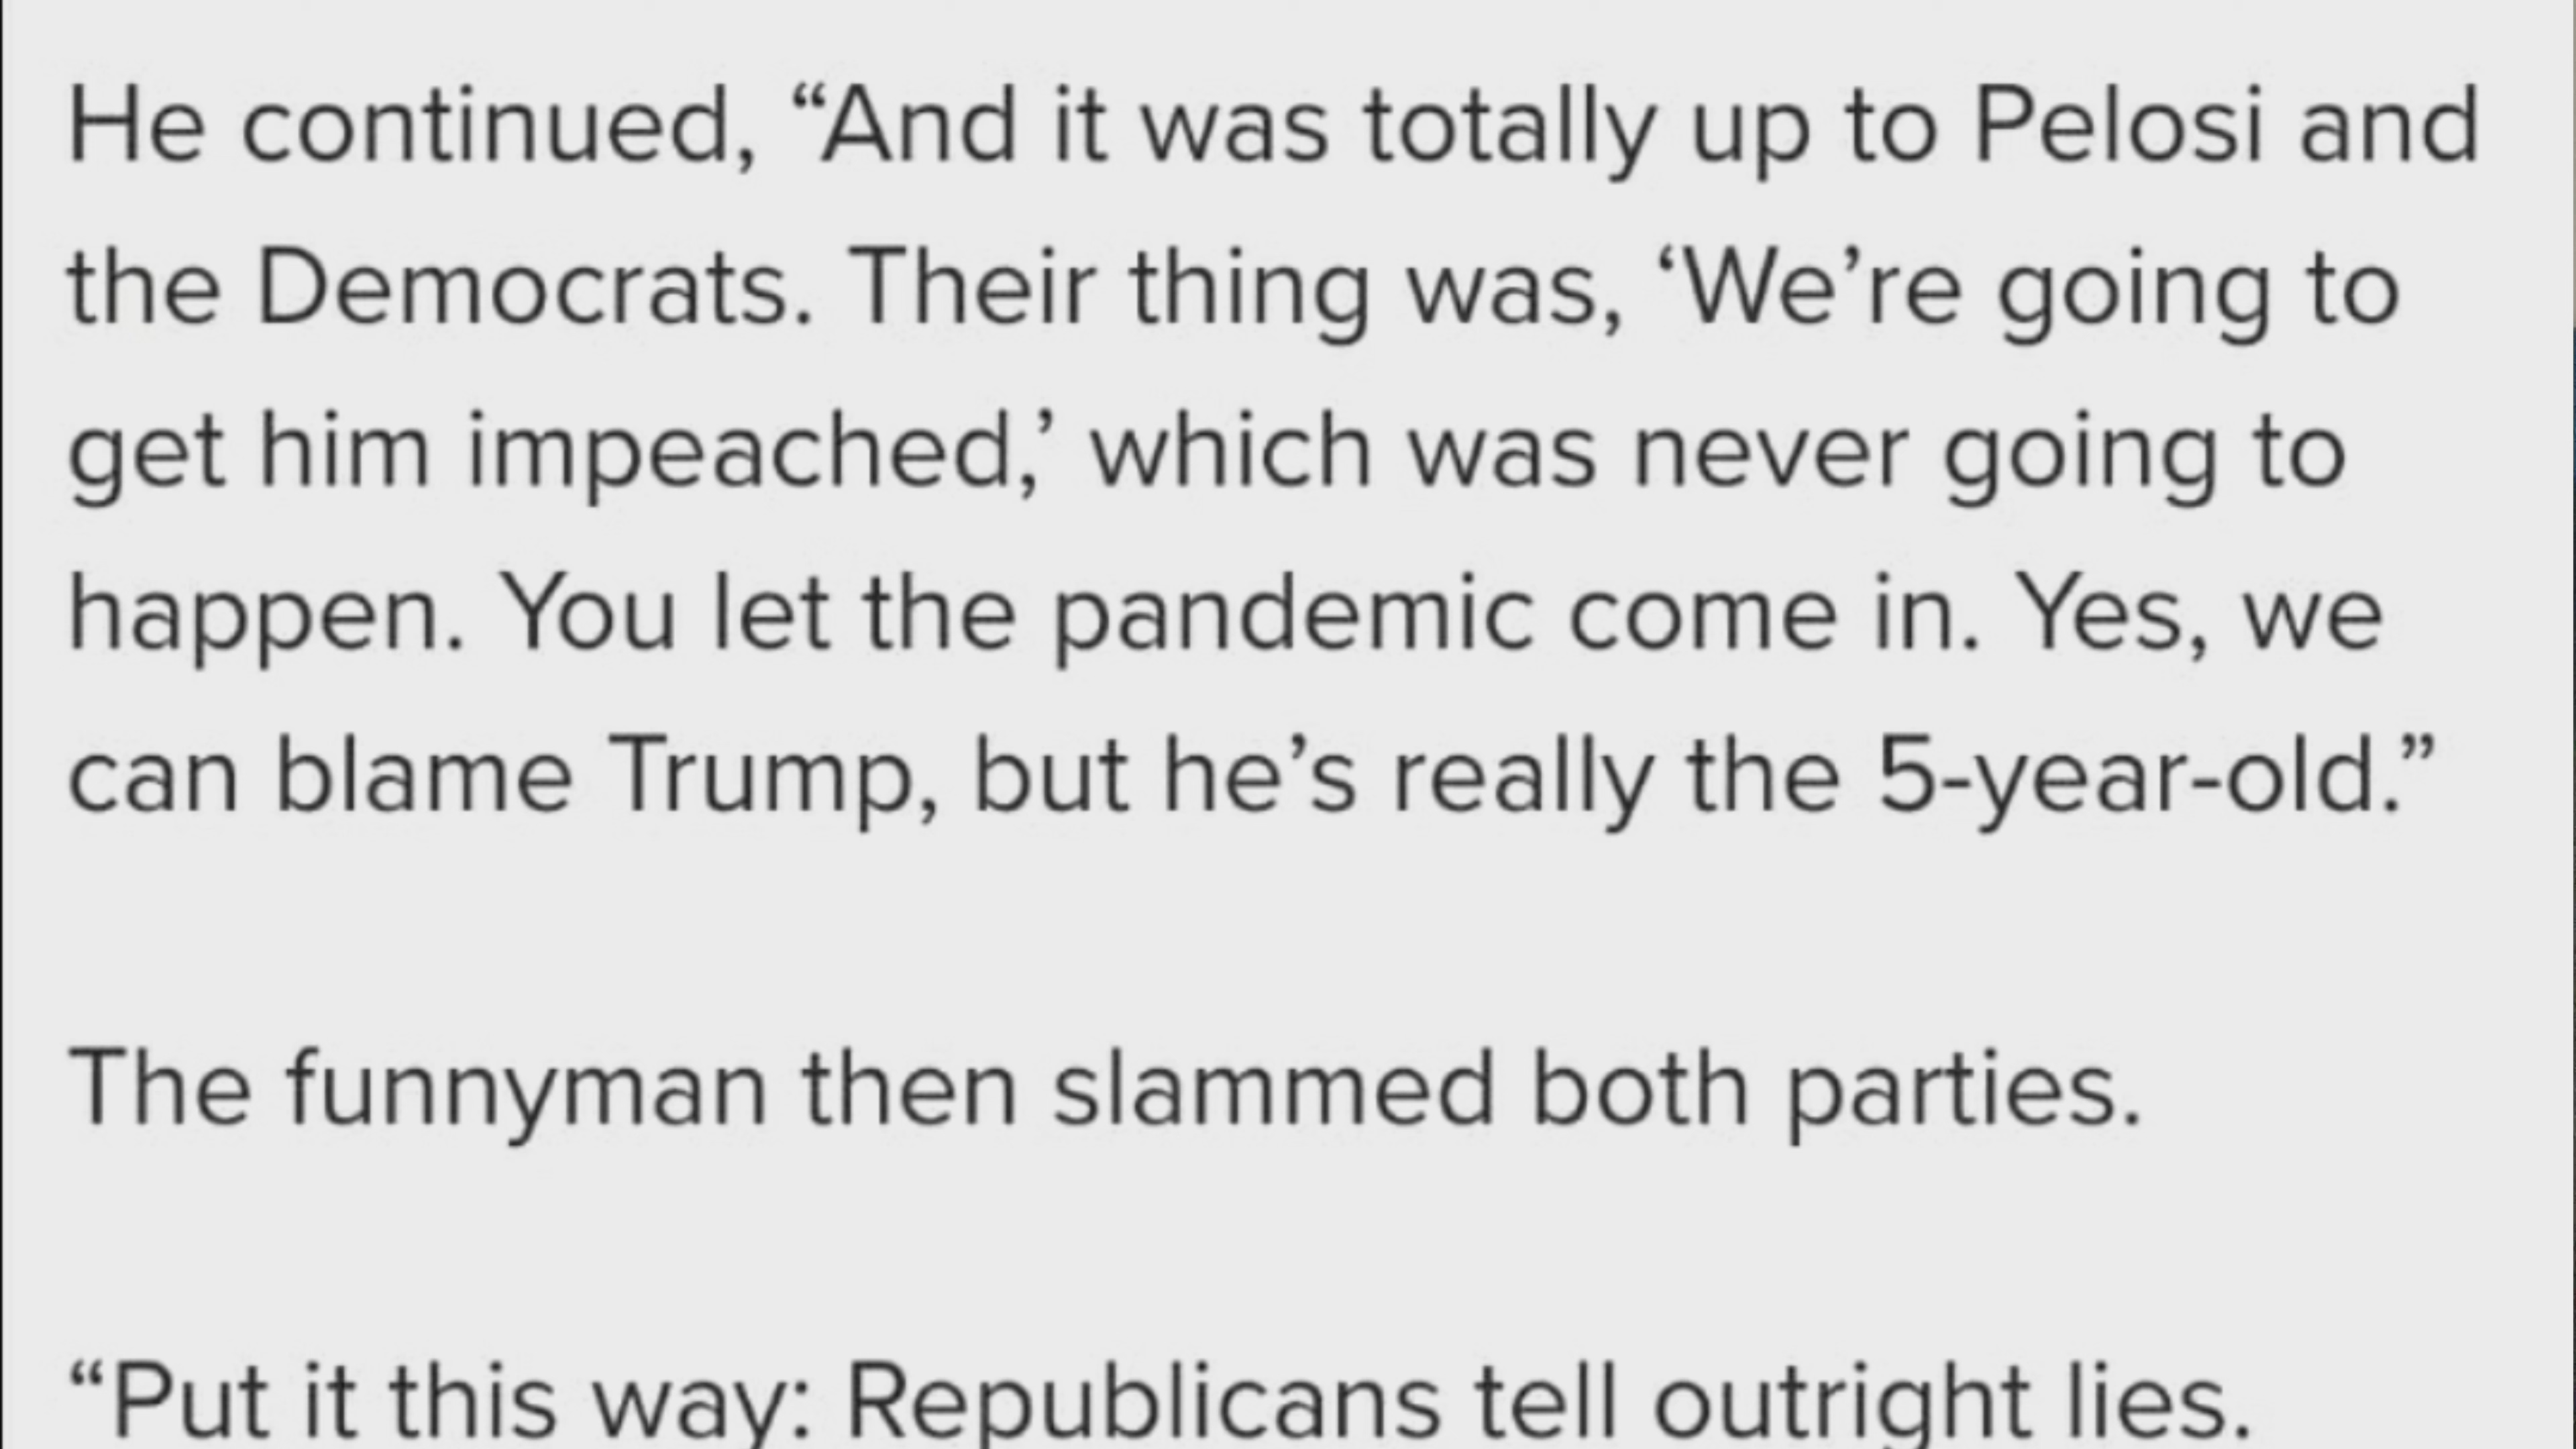 He continued, “And it was totally up to Pelosi and
the Democrats. Their thing was, ‘We’re going to
get him impeached,’ which was never going to
happen. You let the pandemic come in. Yes, we
can blame Trump, but he’s really the 5-year-old.”
The funnyman then slammed both parties.
“Put it this way: Republicans tell outright lies.